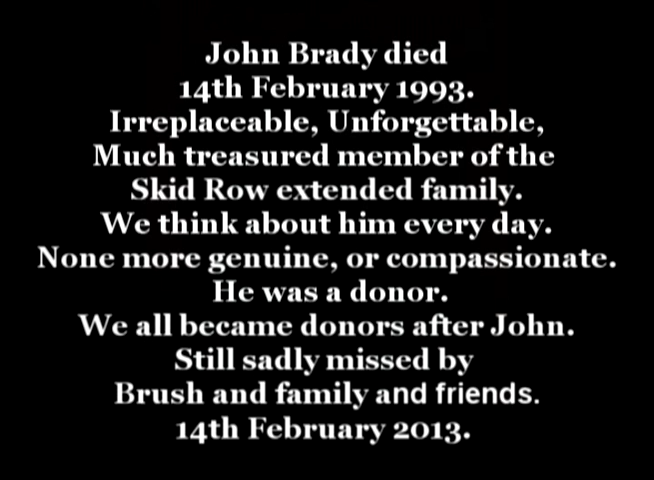 John Brady died
14th February 1993.
Irreplaceable, Unforgettable,
Much treasured member of the
Skid Row extended family.
We think about him every day.
None more genuine, or compassionate.
He was a donor.
We all became donors after John.
Still sadly missed by
Brush and family and friends.
14th February 2013.